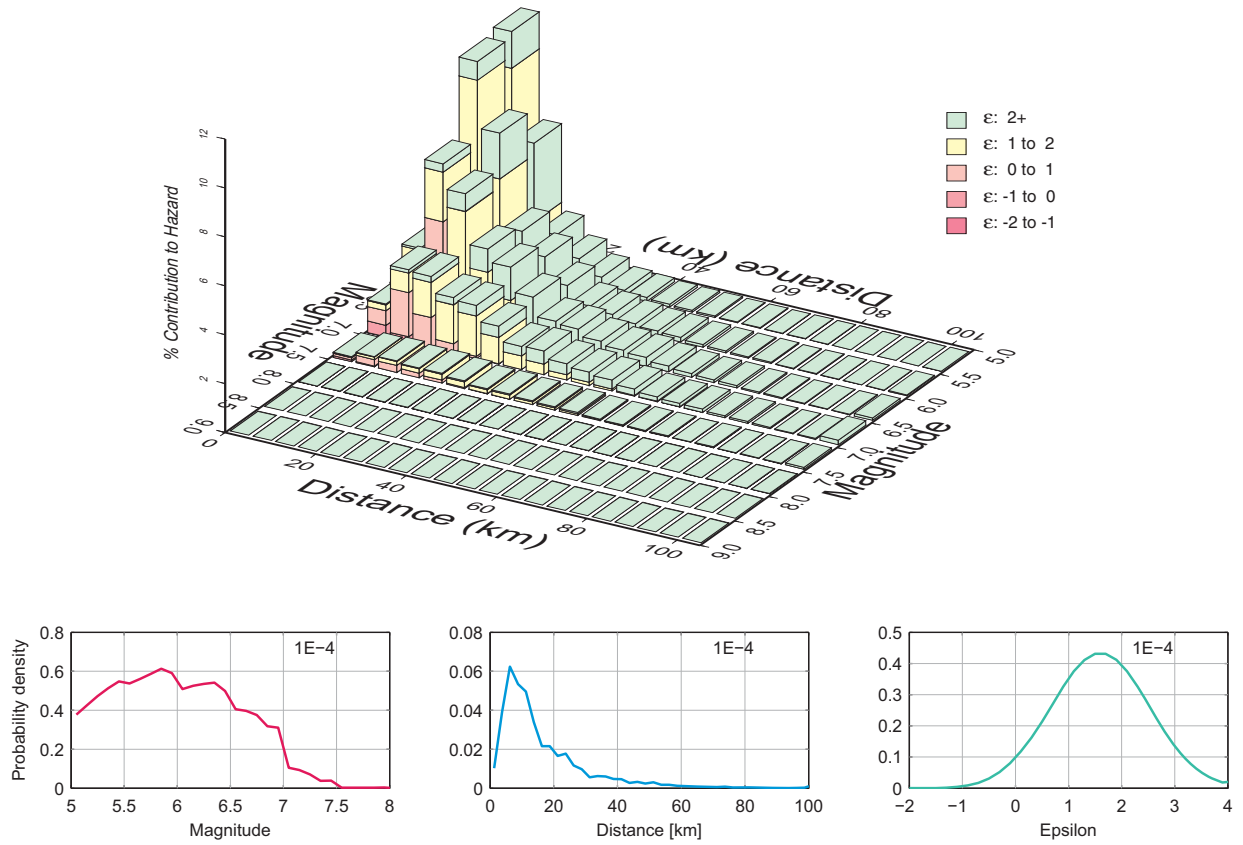 12
10
8
6
4
2
% Contribution to Hazard
ε: 2+
ε: 1 to 2
ε: 0 to 1
ε: -1 to 0
ε: -2 to -1
40
60
80
100
Distance (km)
Magnitude
7.0
7.5
8.0
8.5
9.0
0
20
40
60
80
100
Distance (km)
5.0
5.5
6.0
6.5
7.0
7.5
8.0
8.5
9.0
Magnitude
Probability density
0.8
0.6
0.4
0.2
0
1E−4
5 5.5 6 6.5 7 7.5 8
Magnitude
0.08
0.06
0.04
0.02
0
1E−4
0 20 40 60 80 100
Distance [km]
0.5
0.4
0.3
0.2
0.1
0
1E−4
−2 −1 0 1 2 3 4
Epsilon